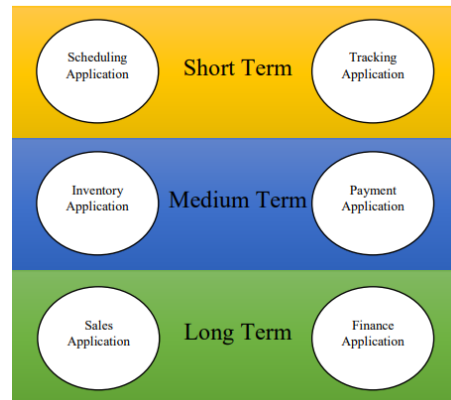 Scheduling
Application
Short Term
Tracking
Application
Inventory
Application
Medium Term
Payment
Application
Sales
Application
Long Term
Finance
Application